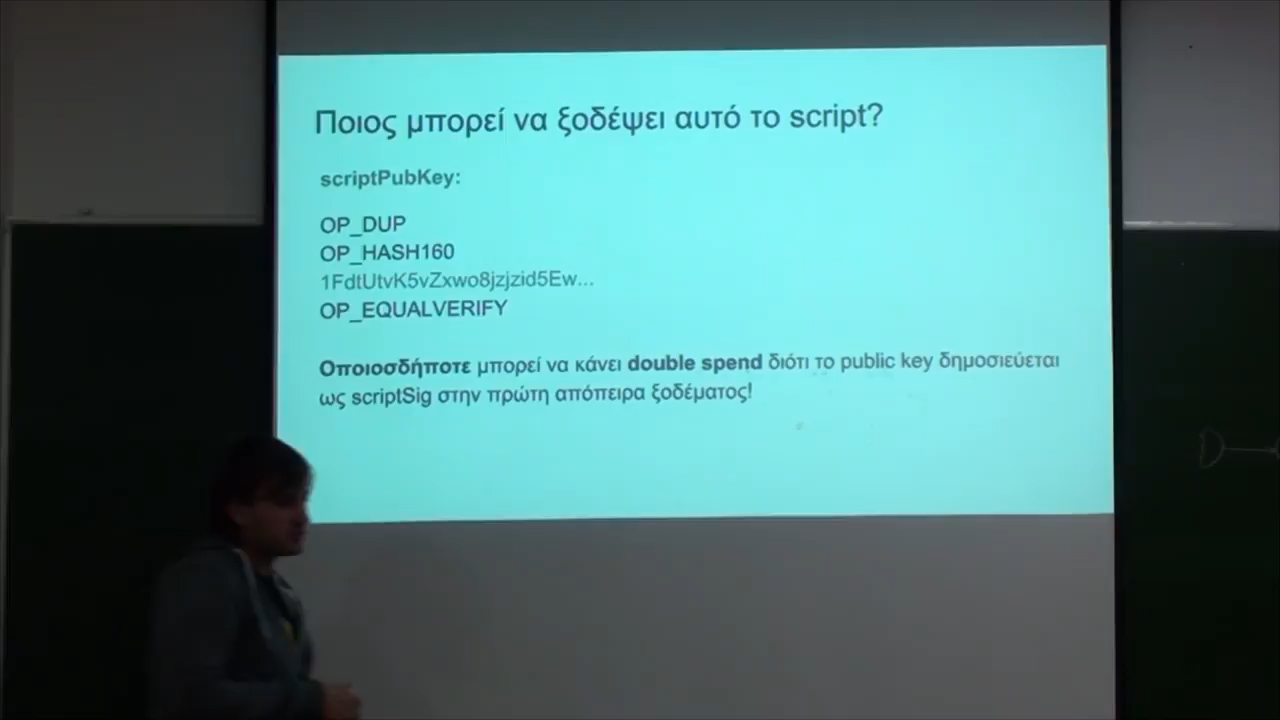 Ποιος μπορεί να ξοδέψει αυτό το script?
scriptPubKey:
OP_DUP
OP_HASH160
1FdtUtvK5vZxwo8jzjzid5Ew...
OP_EQUALVERIFY
Οποιοσδήποτε μπορεί να κάνει double spend διότι το public key δημοσιεύεται
ως scriptSig στην πρώτη απόπειρα ξοδέματος!